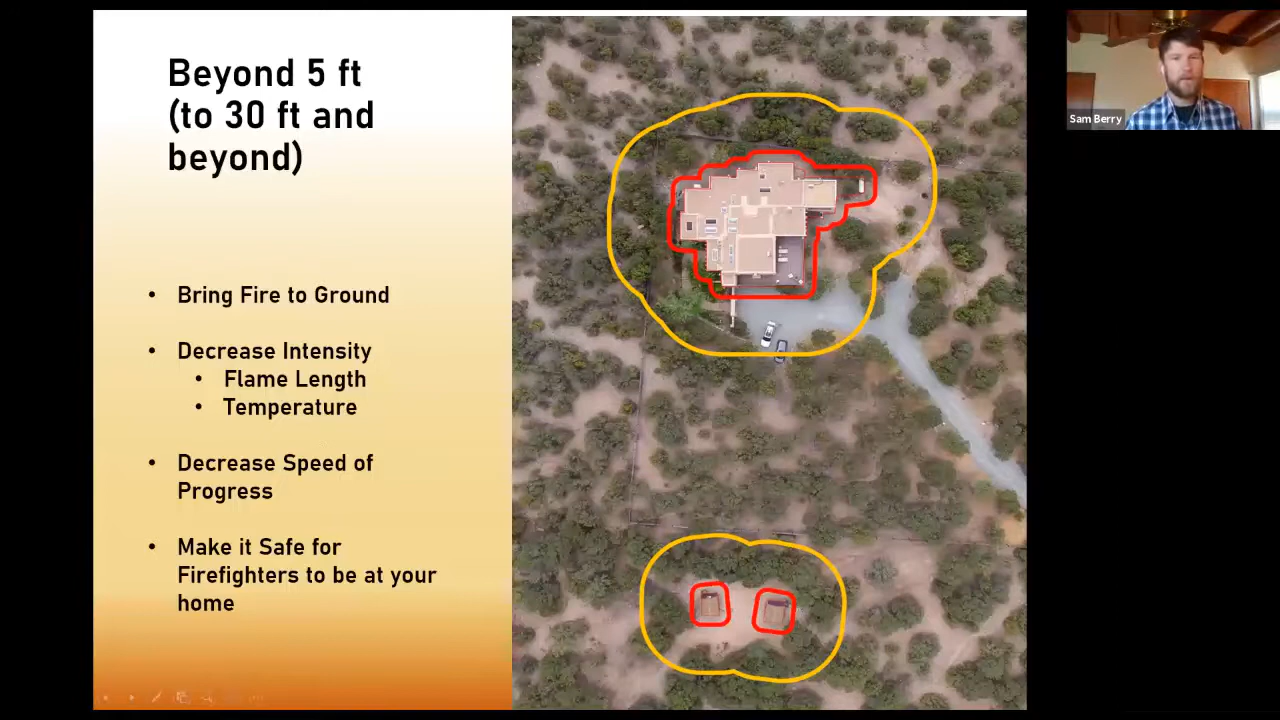 Beyond 5 ft
(to 30 ft and
beyond)
• Bring Fire to Ground
• Decrease Intensity
• Flame Length
• Temperature
• Decrease Speed of
Progress
• Make it Safe for
Firefighters to be at your
home
Sam Berry